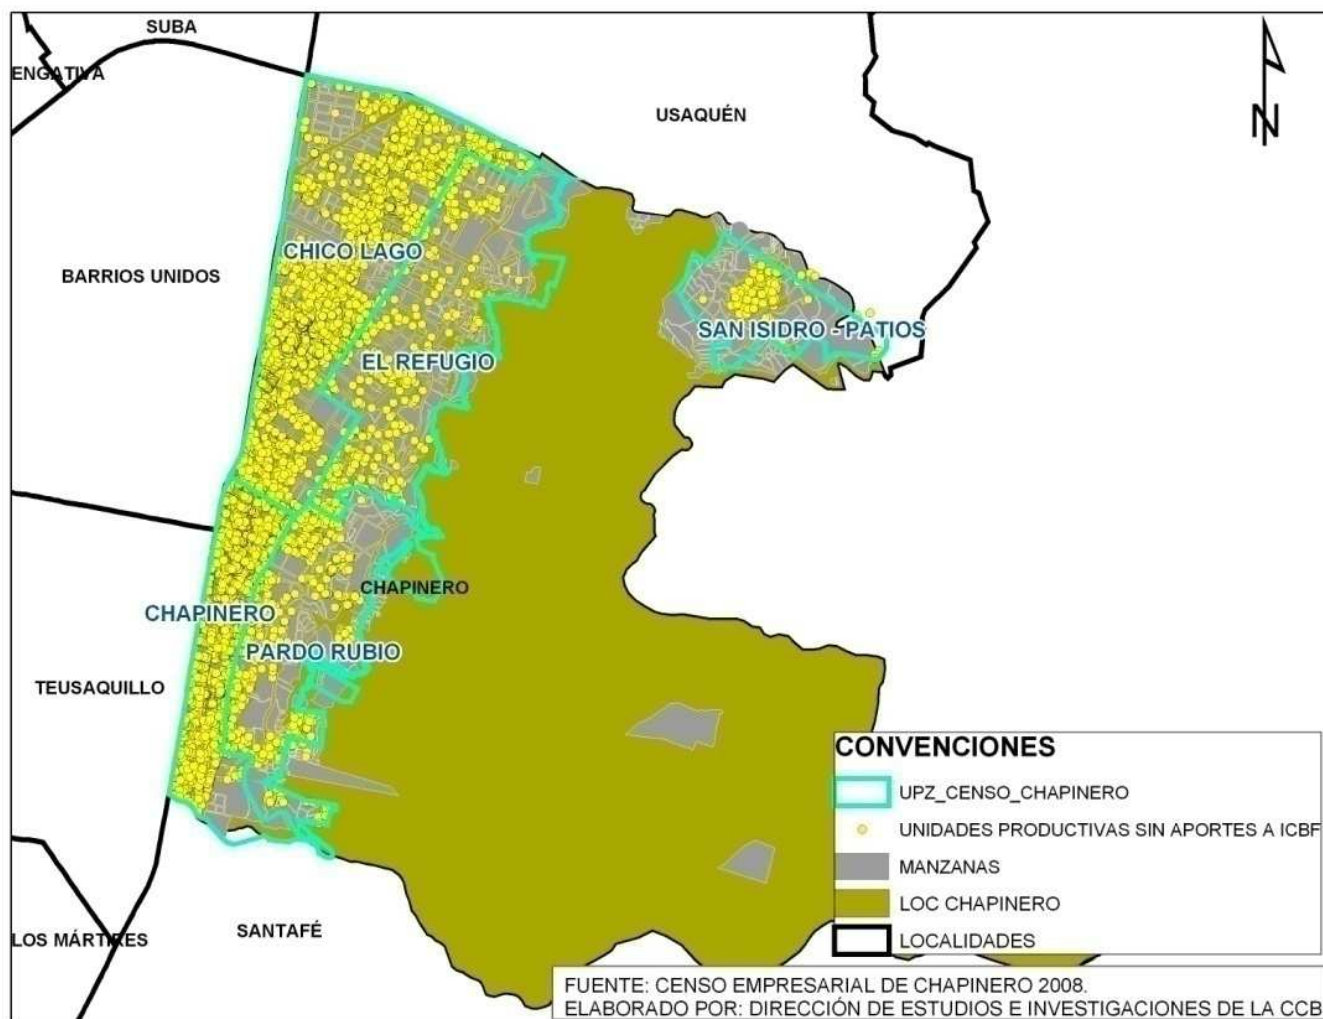 SUBA
ENGATIVA
USAQUÉN
N
CHICO LAGO
BARRIOS UNIDOS
SAN ISIDRO - PATIOS
EL REFUGIO
CHAPINERO
CHAPINERO
PARDO RUBIO
TEUSAQUILLO
CONVENCIONES
UPZ_CENSO_CHAPINERO
UNIDADES PRODUCTIVAS SIN APORTES A ICBF
MANZANAS
LOC CHAPINERO
LOCALIDADES
SANTAFÉ
LOS MÁRTIRES
FUENTE: CENSO EMPRESARIAL DE CHAPINERO 2008.
ELABORADO POR: DIRECCIÓN DE ESTUDIOS E INVESTIGACIONES DE LA CCB